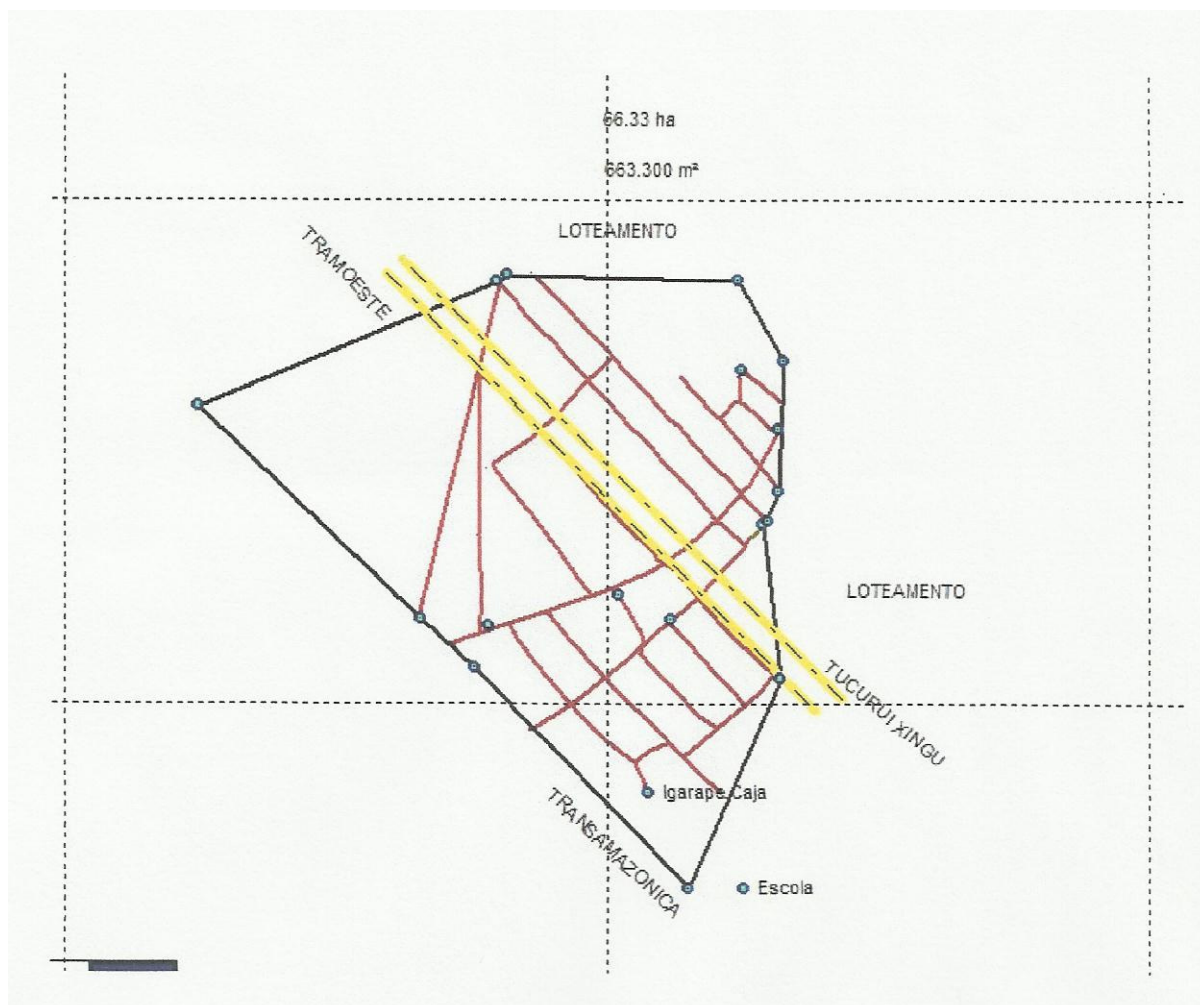 66.33 ha
663.300 m²
LOTEAMENTO
TRAMOESTE
LOTEAMENTO
TUCURUI XINGU
Igarape Caja
TRANSAMAZONICA
Escola